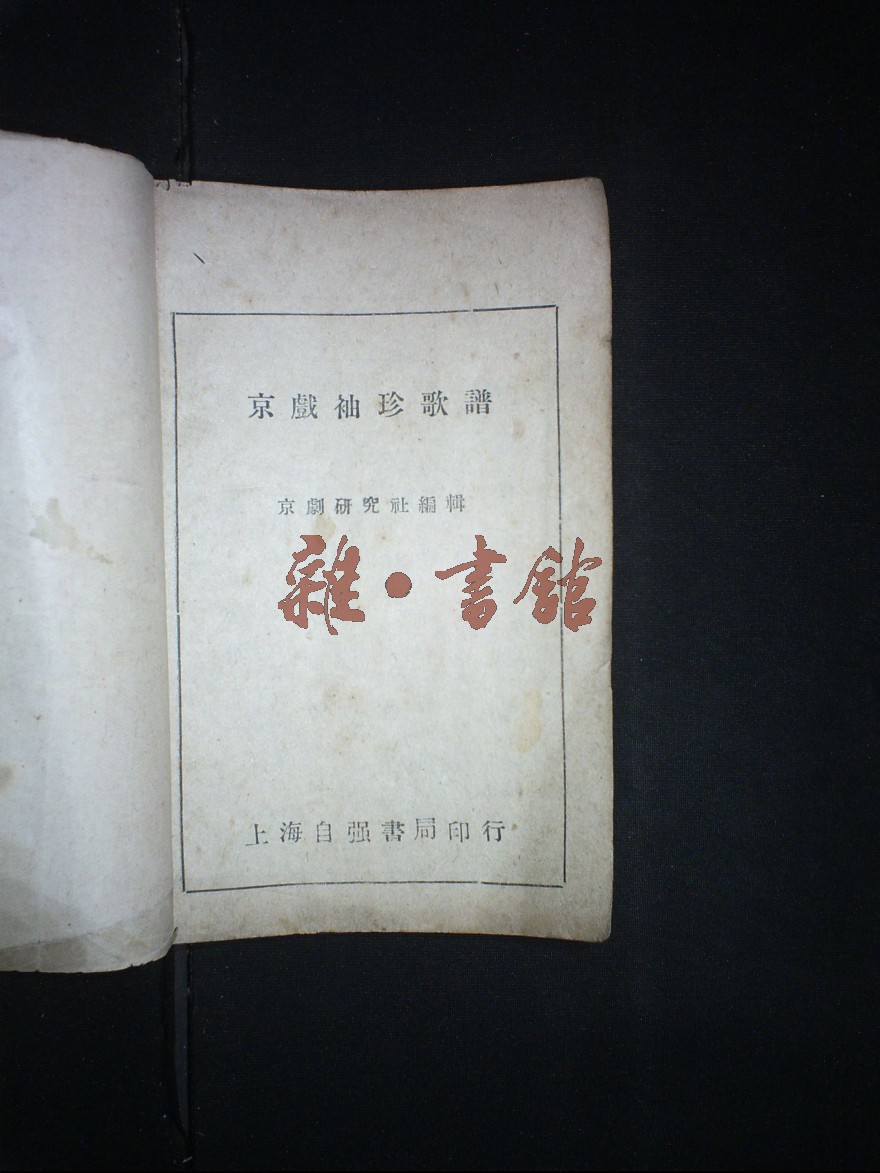 京戲袖珍歌譜
京劇研究社編輯
雜·書館
上海自强書局印行